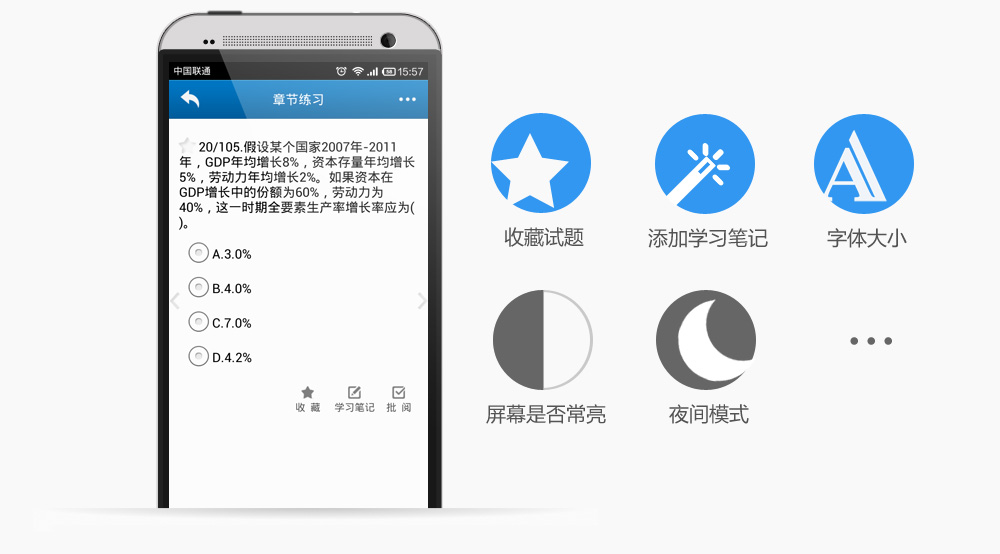 中国联通
15:57
章节练习
20/105.假设某个国家2007年-2011
年，GDP年均增长8%，资本存量年均增长
5%，劳动力年均增长2%。如果资本在
GDP增长中的份额为60%，劳动力为
40%，这一时期全要素生产率增长率应为(
)。
A.3.0%
B.4.0%
C.7.0%
D.4.2%
收 藏 学习笔记 批 阅
收藏试题 添加学习笔记 字体大小
屏幕是否常亮 夜间模式